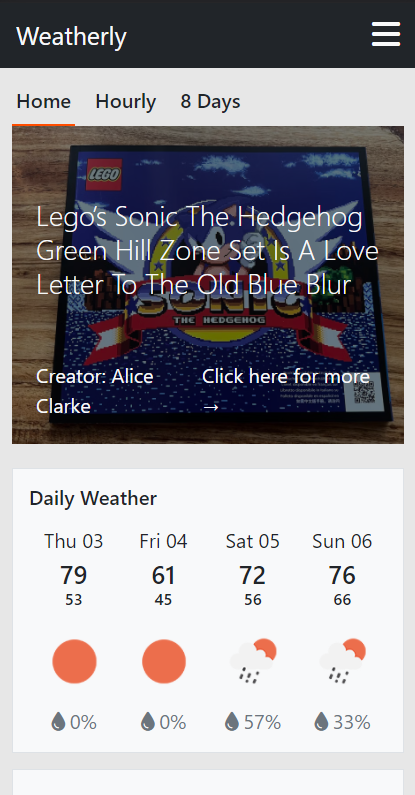 Weatherly
Home Hourly 8 Days
LEGO
Lego’s Sonic The Hedgehog
Green Hill Zone Set Is A Love
Letter To The Old Blue Blur
SONIC
THE HEDGEHOG
Creator: Alice
Clarke
Click here for more
→
Daily Weather
Thu 03 Fri 04 Sat 05 Sun 06
79 61 72 76
53 45 56 66
0% 0% 57% 33%